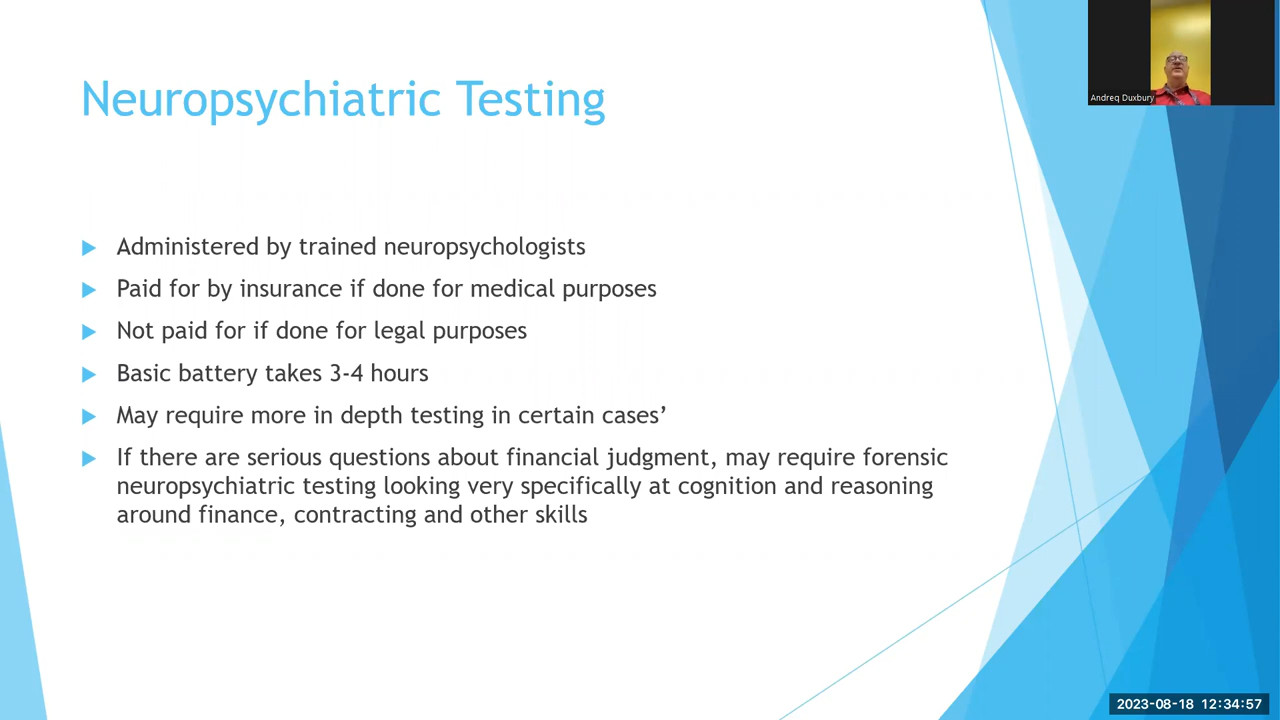 Neuropsychiatric Testing
Andreq Duxbury
Administered by trained neuropsychologists
Paid for by insurance if done for medical purposes
Not paid for if done for legal purposes
Basic battery takes 3-4 hours
May require more in depth testing in certain cases’
If there are serious questions about financial judgment, may require forensic
neuropsychiatric testing looking very specifically at cognition and reasoning
around finance, contracting and other skills
2023-08-18 12:34:57